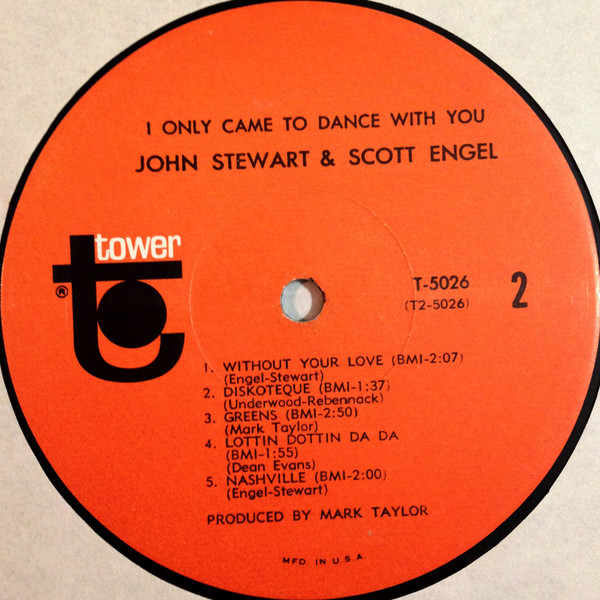 I ONLY CAME TO DANCE WITH YOU
JOHN STEWART & SCOTT ENGEL
tower
®
T-5026
(T2-5026)
2
1. WITHOUT YOUR LOVE (BMI-2:07)
(Engel-Stewart)
2. DISKOTEQUE (BMI-1:37)
(Underwood-Rebennack)
3. GREENS (BMI-2:50)
(Mark Taylor)
4. LOTTIN DOTTIN DA DA
(BMI-1:55)
(Dean Evans)
5. NASHVILLE (BMI-2:00)
(Engel-Stewart)
PRODUCED BY MARK TAYLOR
MFD. IN U.S.A.